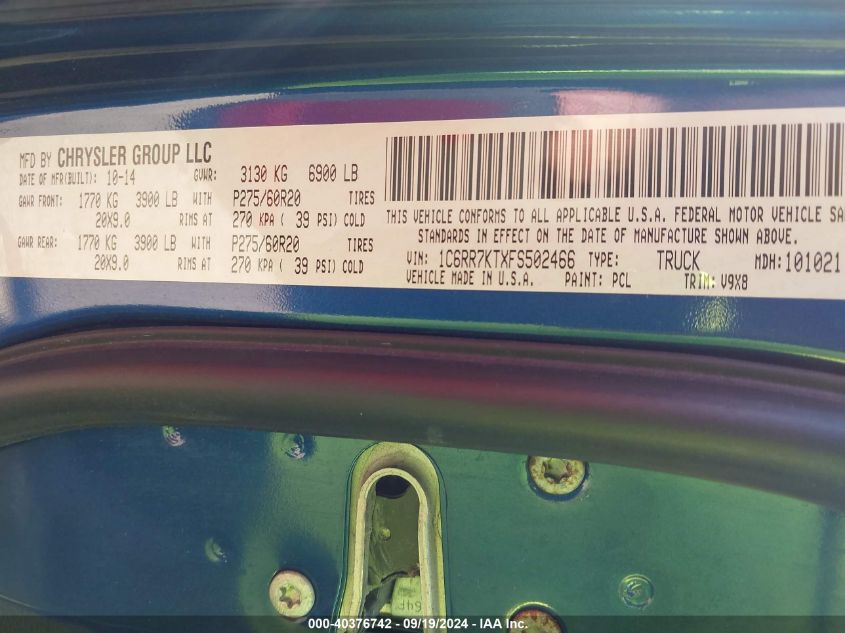 MFD BY CHRYSLER GROUP LLC
DATE OF MFR(BUILT): 10-14 GVWR: 3130 KG 6900 LB
GAWR FRONT: 1770 KG 3900 LB WITH P275/60R20 TIRES
20X9.0 RIMS AT 270 KPA ( 39 PSI) COLD
GAWR REAR: 1770 KG 3900 LB WITH P275/60R20 TIRES
20X9.0 RIMS AT 270 KPA ( 39 PSI) COLD
THIS VEHICLE CONFORMS TO ALL APPLICABLE U.S.A. FEDERAL MOTOR VEHICLE SA
STANDARDS IN EFFECT ON THE DATE OF MANUFACTURE SHOWN ABOVE.
VIN: 1C6RR7KTXFS502466 TYPE: TRUCK MDH: 101021
VEHICLE MADE IN U.S.A. PAINT: PCL TRIM: V9X8
64F
000-40376742 - 09/19/2024 - IAA Inc.